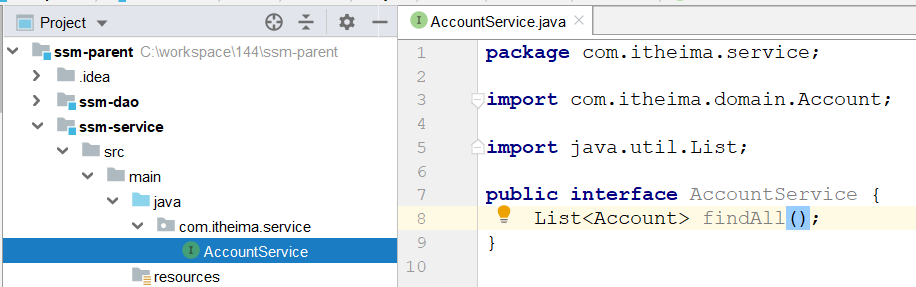 Project
ssm-parent C:\workspace\144\ssm-parent
.idea
ssm-dao
ssm-service
src
main
java
com.itheima.service
AccountService
resources
AccountService.java
1 package com.itheima.service;
2
3 import com.itheima.domain.Account;
4
5 import java.util.List;
6
7 public interface AccountService {
8 List<Account> findAll();
9 }
10